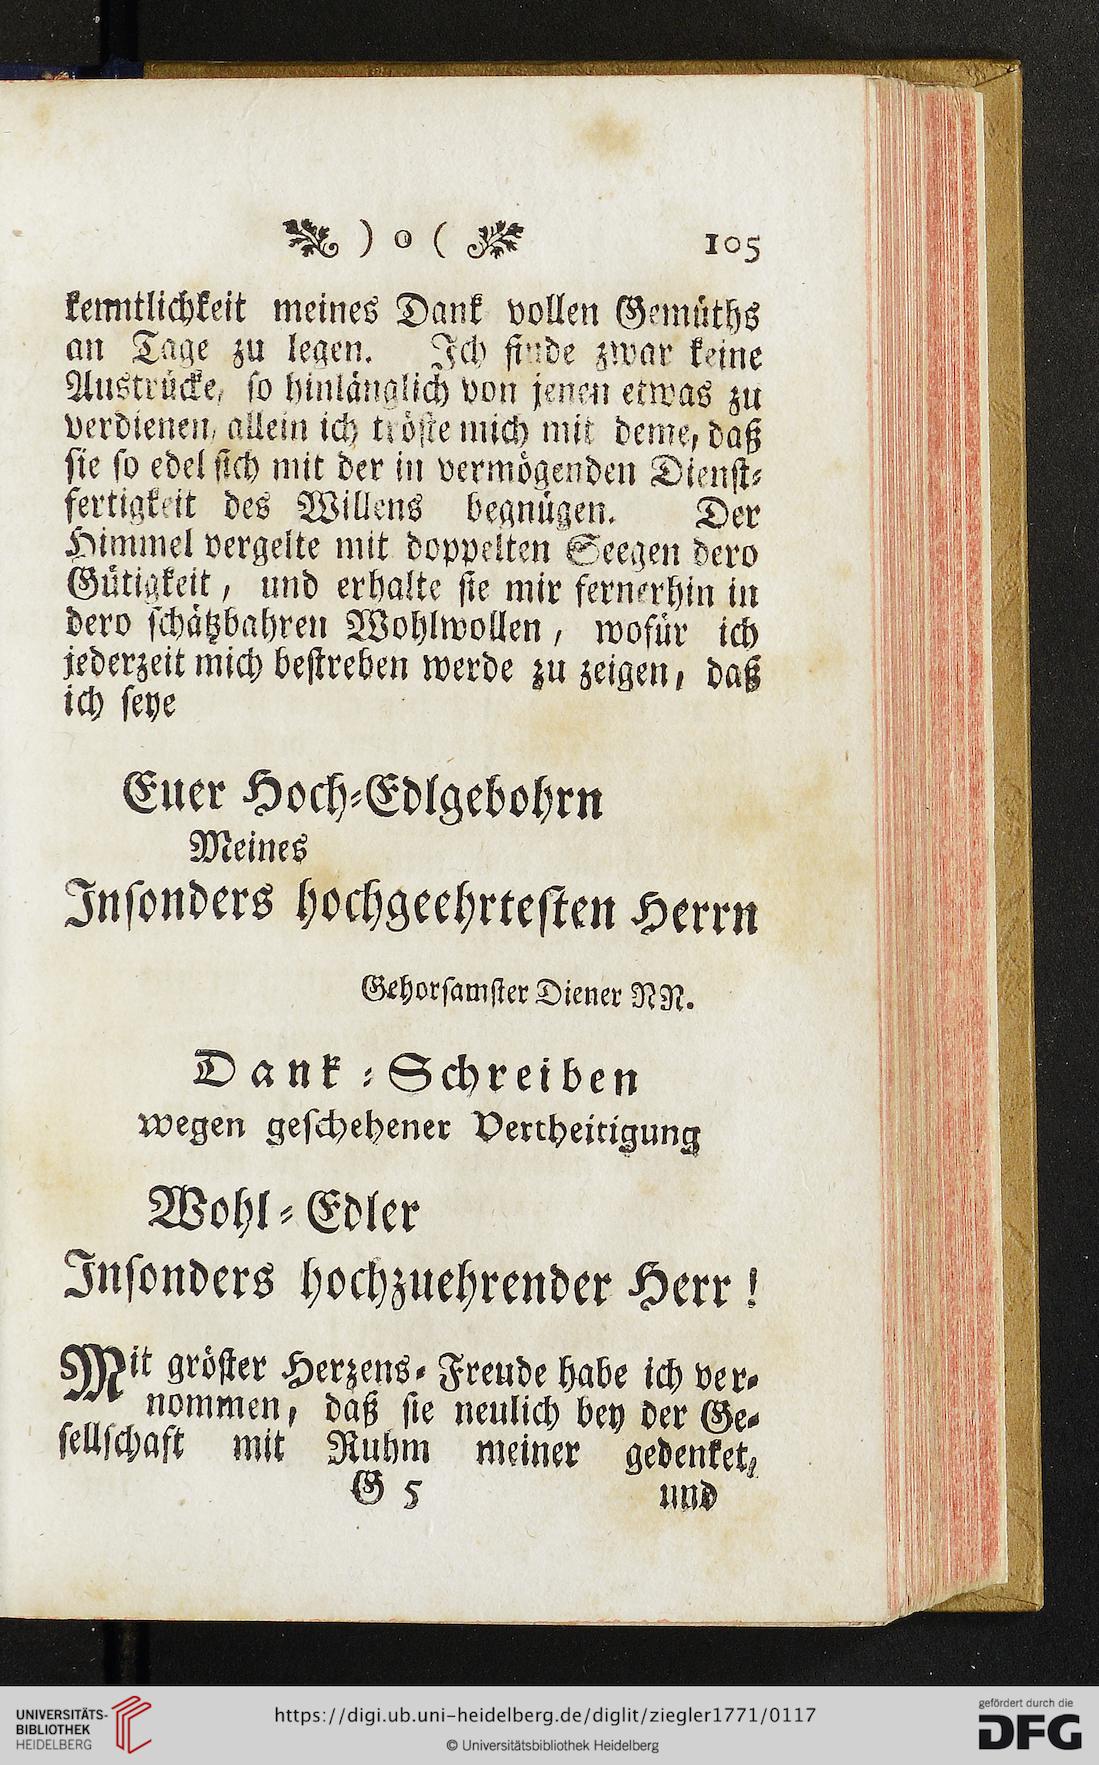 ) o ( 105
kenntlichkeit meines Dank vollen Gemüths
an Tage zu legen. Ich finde zwar keine
Austrücke, so hinlänglich von jenen etwas zu
verdienen, allein ich tröste mich mit deme, daß
sie so edel sich mit der in vermögenden Dienst-
fertigkeit des Willens begnügen. Der
Himmel vergelte mit doppelten Seegen dero
Gütigkeit, und erhalte sie mir fernerhin in
dero schätzbahren Wohlwollen, wofür ich
jederzeit mich bestreben werde zu zeigen, daß
ich seye
Euer Hoch-Edlgebohrn
Meines
Insonders hochgeehrtesten Herrn
Gehorsamster Diener NN.
Dank-Schreiben
wegen geschehener Vertheitigung
Wohl-Edler
Insonders hochzuehrender Herr!
Mit gröster Herzens-Freude habe ich ver-
nommen, daß sie neulich bey der Ge-
sellschaft mit Ruhm meiner gedenket,
G 5 und
UNIVERSITÄTS-
BIBLIOTHEK
HEIDELBERG
https://digi.ub.uni-heidelberg.de/diglit/ziegler1771/0117
© Universitätsbibliothek Heidelberg
gefördert durch die
DFG